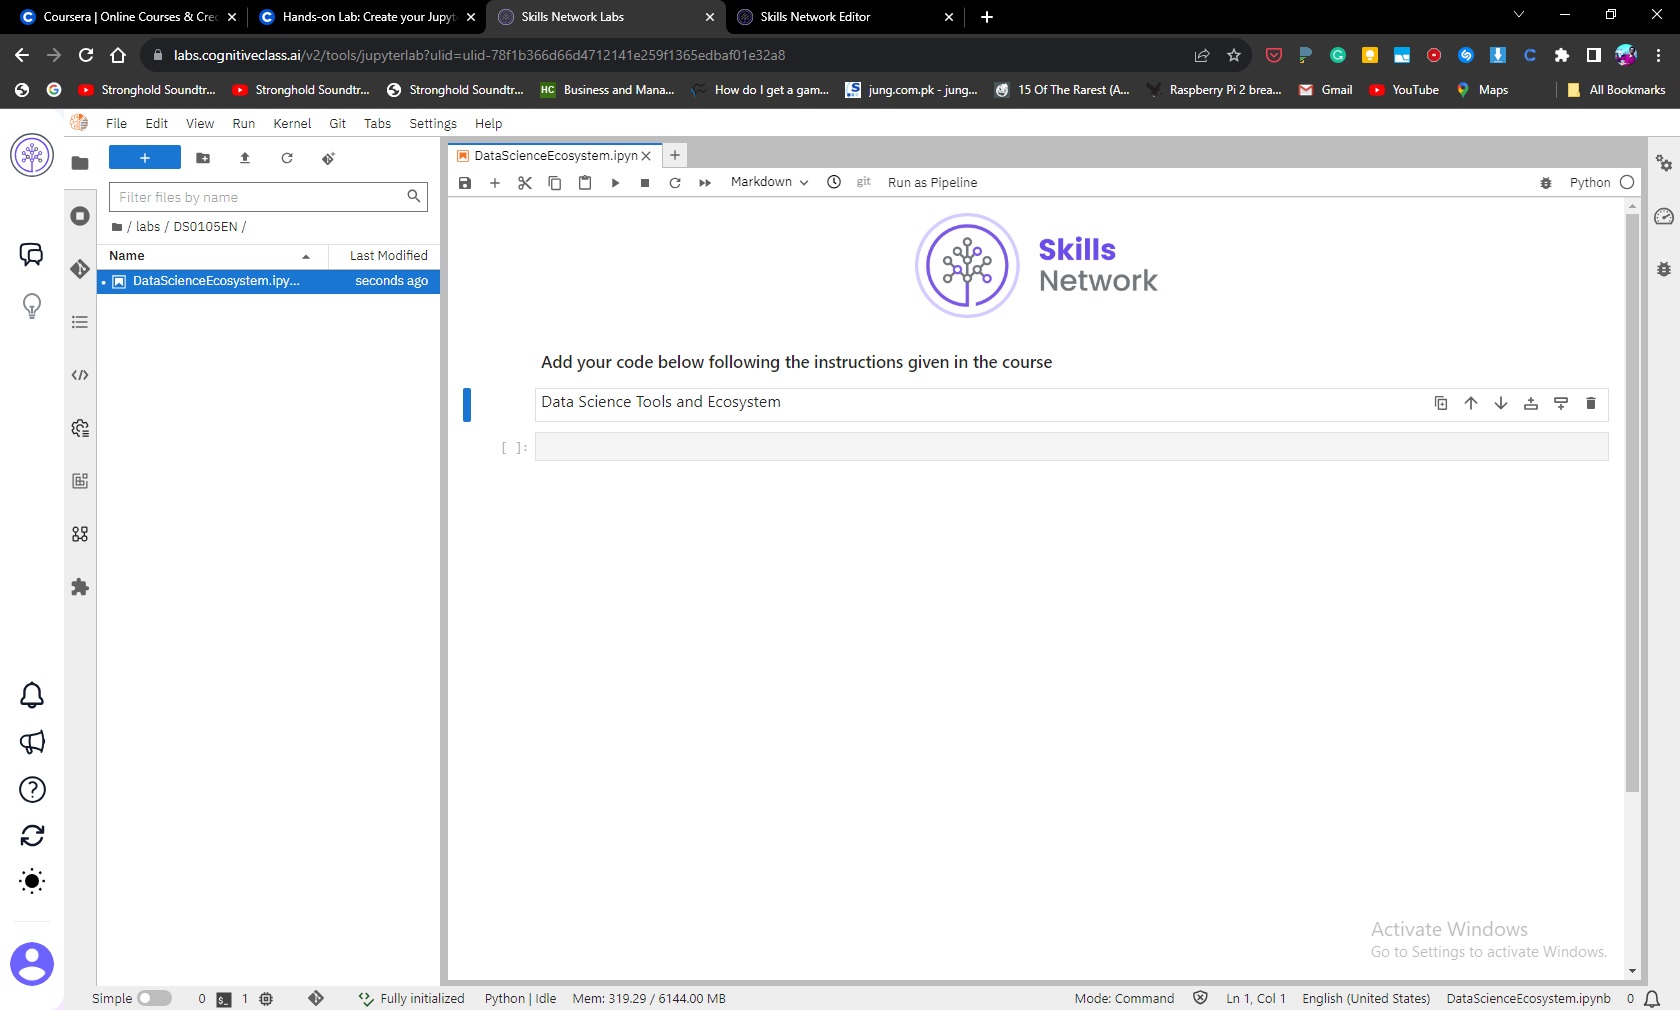 Coursera | Online Courses & Cre
Hands-on Lab: Create your Jupyt
Skills Network Labs
Skills Network Editor
labs.cognitiveclass.ai/v2/tools/jupyterlab?ulid=ulid-78f1b366d66d4712141e259f1365edbaf01e32a8
Stronghold Soundtr...
Stronghold Soundtr...
Stronghold Soundtr...
HC Business and Mana...
How do I get a gam...
jung.com.pk - jung...
15 Of The Rarest (A...
Raspberry Pi 2 brea...
Gmail
YouTube
Maps
All Bookmarks
File Edit View Run Kernel Git Tabs Settings Help
+
Filter files by name
/ labs / DS0105EN /
Name Last Modified
DataScienceEcosystem.ipy... seconds ago
DataScienceEcosystem.ipyn
Markdown git Run as Pipeline Python
Skills
Network
Add your code below following the instructions given in the course
Data Science Tools and Ecosystem
[ ]:
Activate Windows
Go to Settings to activate Windows.
Simple 0 $_ 1 Fully initialized Python | Idle Mem: 319.29 / 6144.00 MB Mode: Command Ln 1, Col 1 English (United States) DataScienceEcosystem.ipynb 0